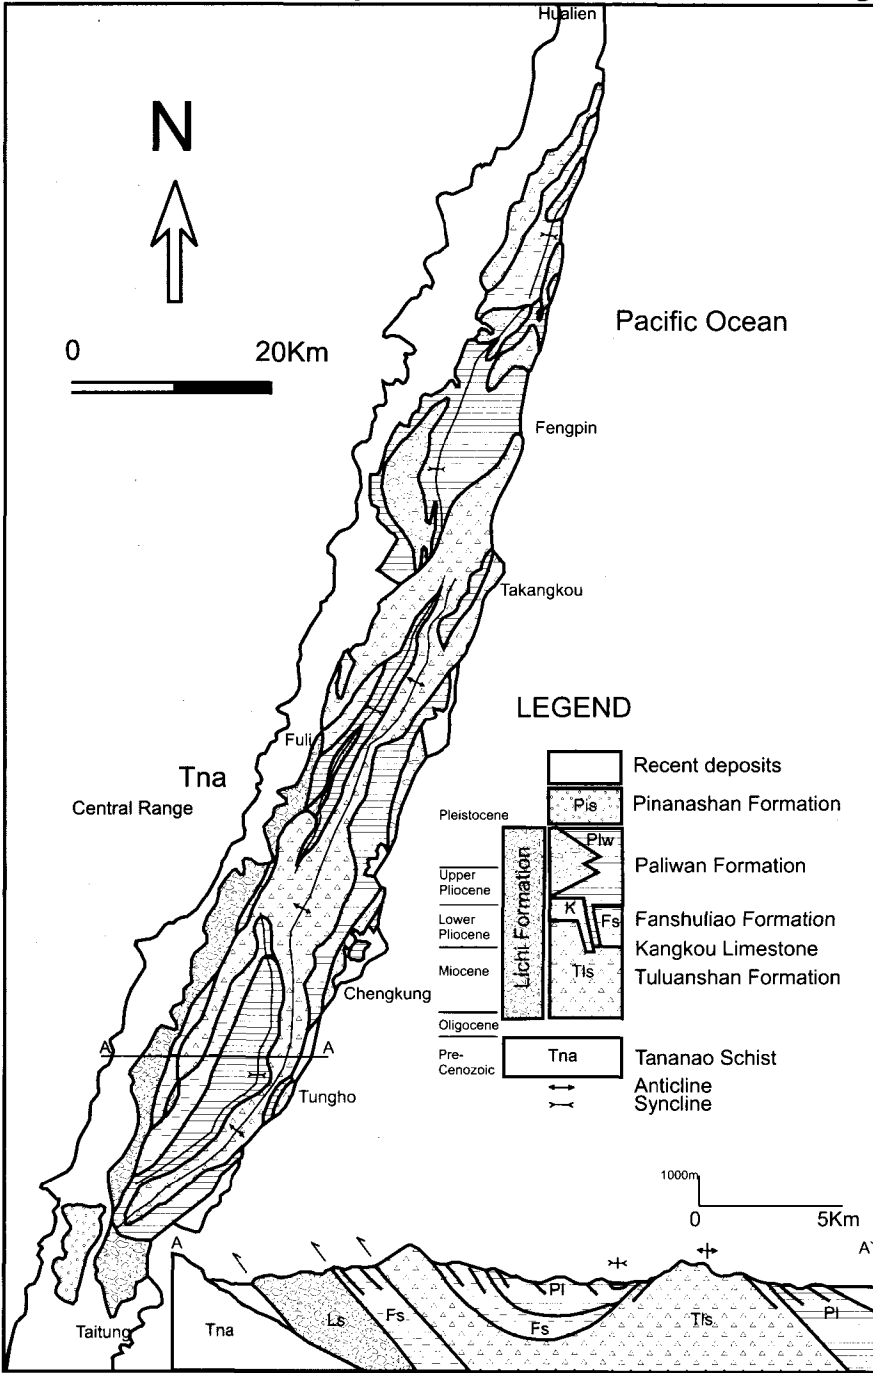 Hualien
N
Pacific Ocean
0 20Km
Fengpin
Takangkou
LEGEND
Fuli
Tna
Central Range
Recent deposits
Pis Pinanashan Formation
Pleistocene
Plw
Paliwan Formation
Upper
Pliocene
Lichi Formation
K
Fs Fanshuliao Formation
Lower
Pliocene
Kangkou Limestone
Miocene
Tls Tuluanshan Formation
Chengkung
Oligocene
A A
Pre-
Cenozoic
Tna Tananao Schist
Anticline
Syncline
Tungho
1000m
0 5Km
A A'
Pl
Ls Fs Fs Tls Pl
Taitung Tna